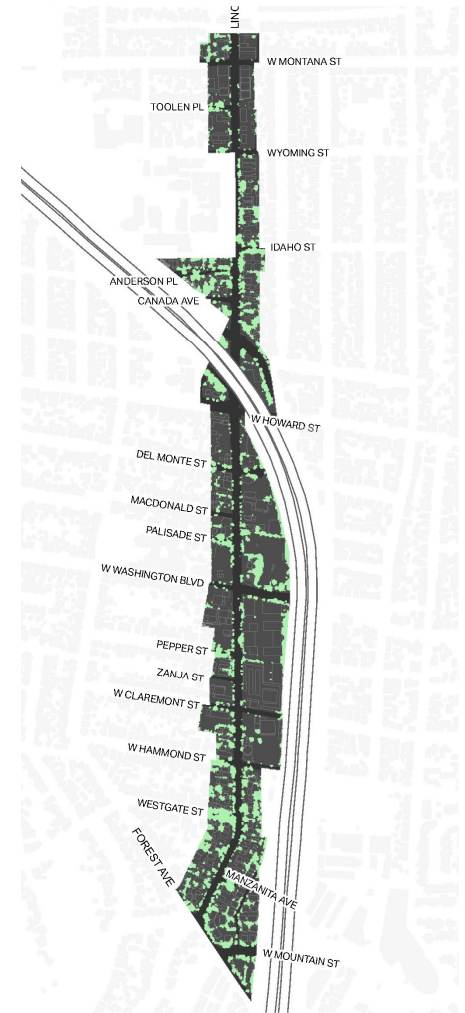 LINC
W MONTANA ST
TOOLEN PL
WYOMING ST
IDAHO ST
ANDERSON PL
CANADA AVE
W HOWARD ST
DEL MONTE ST
MACDONALD ST
PALISADE ST
W WASHINGTON BLVD
PEPPER ST
ZANJA ST
W CLAREMONT ST
W HAMMOND ST
WESTGATE ST
FOREST AVE
MANZANITA AVE
W MOUNTAIN ST